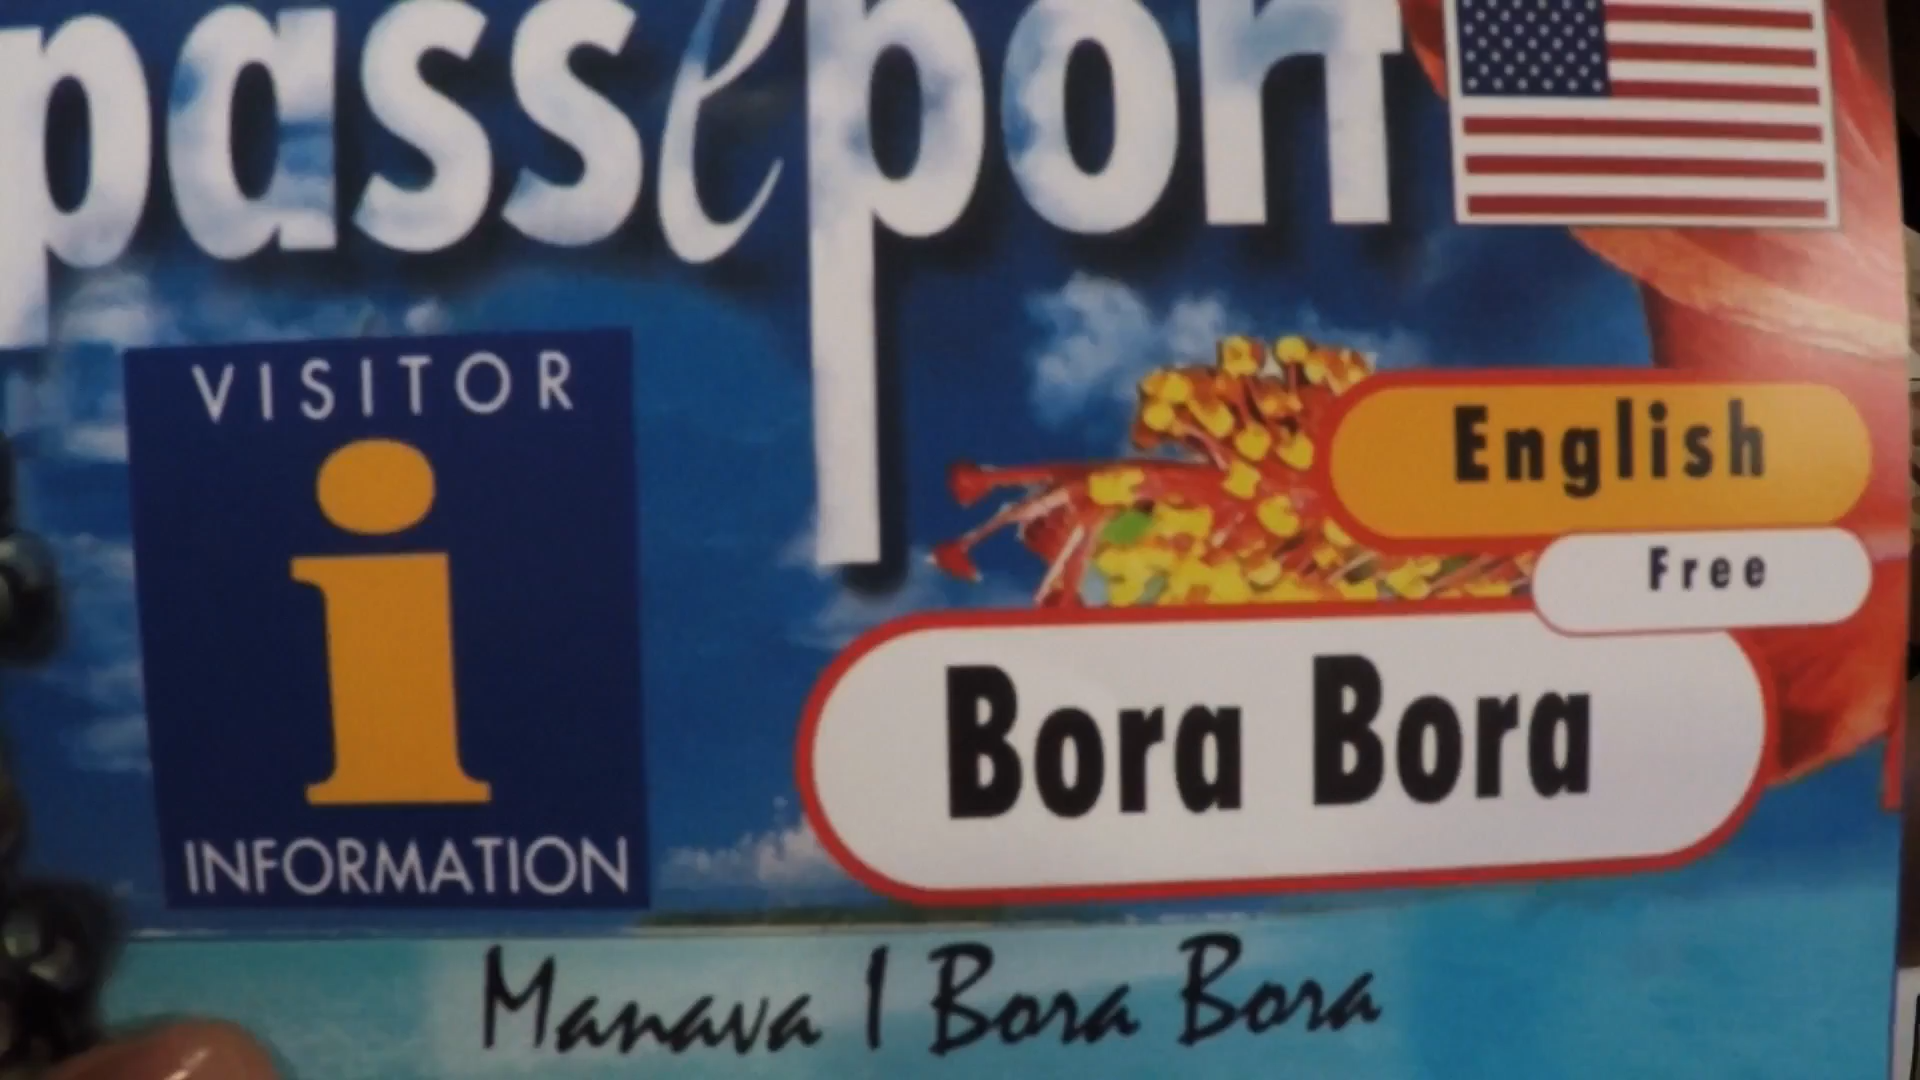 passeport
VISITOR
i
INFORMATION
English
Free
Bora Bora
Manava I Bora Bora